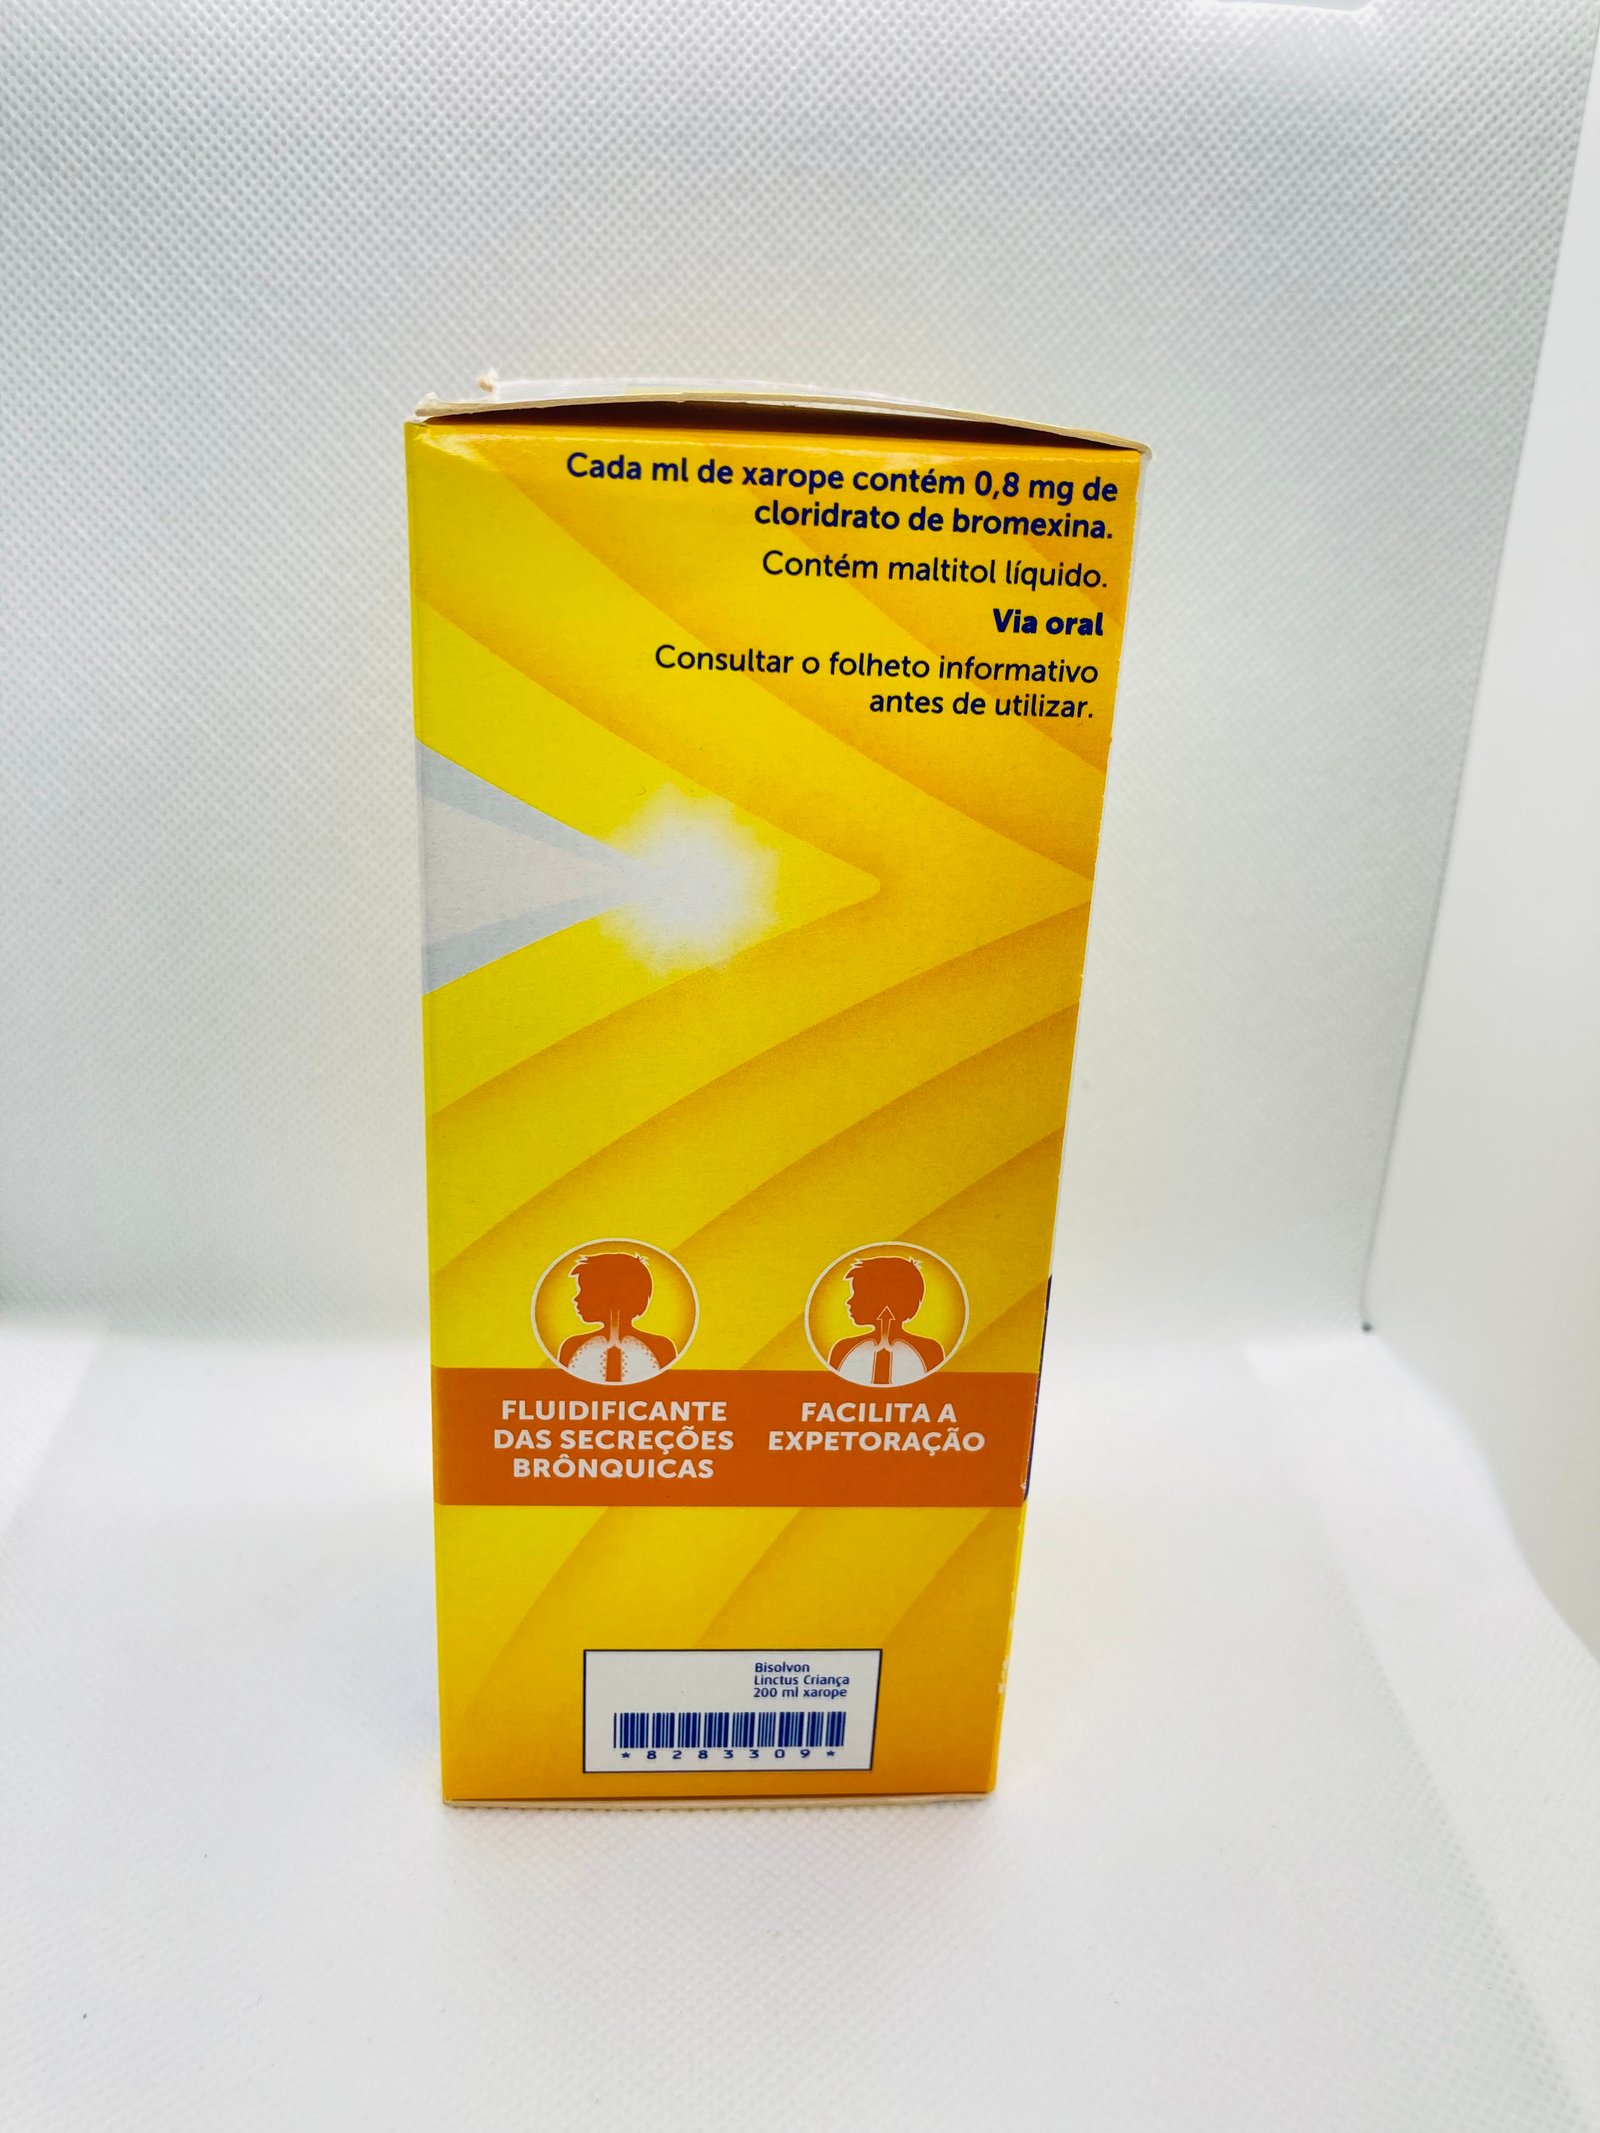 Cada ml de xarope contém 0,8 mg de
cloridrato de bromexina.
Contém maltitol líquido.
Via oral
Consultar o folheto informativo
antes de utilizar.
FLUIDIFICANTE
DAS SECREÇÕES
BRÔNQUICAS
FACILITA A
EXPETORAÇÃO
Bisolvon
Linctus Criança
200 ml xarope
*8283309*